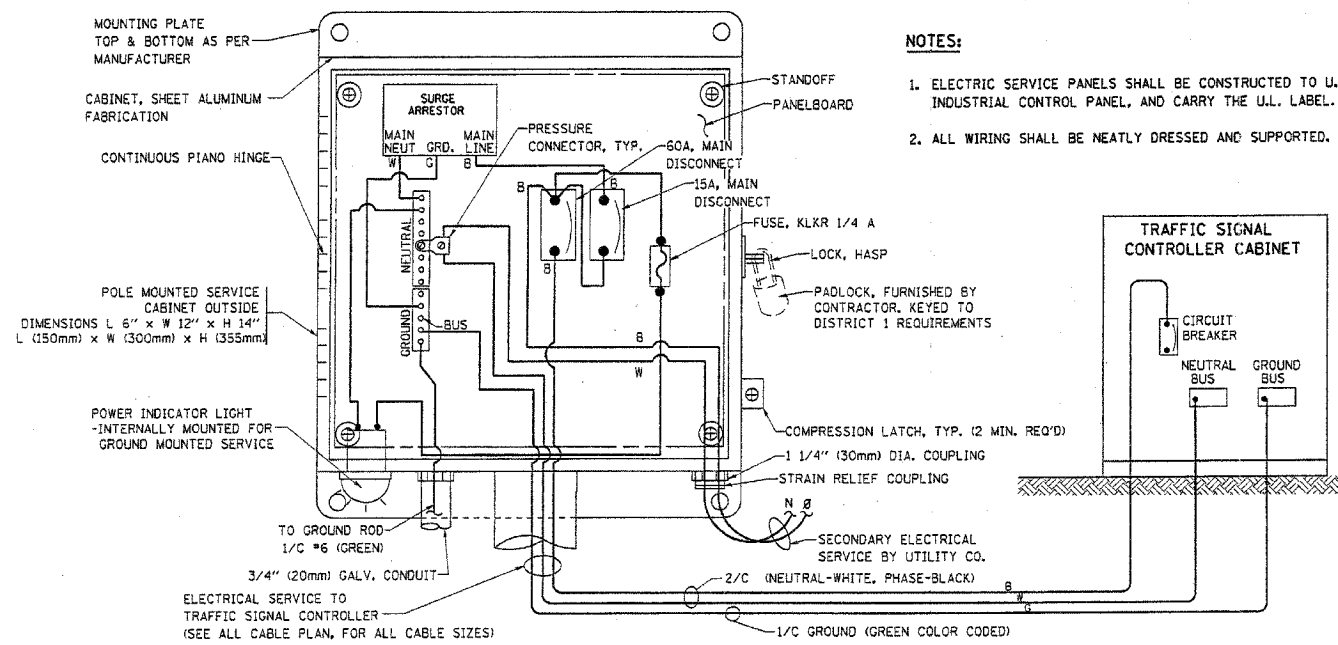 MOUNTING PLATE
TOP & BOTTOM AS PER
MANUFACTURER
CABINET, SHEET ALUMINUM
FABRICATION
CONTINUOUS PIANO HINGE
POLE MOUNTED SERVICE
CABINET OUTSIDE
DIMENSIONS L 6" x W 12" x H 14"
L (150mm) x W (300mm) x H (355mm)
POWER INDICATOR LIGHT
-INTERNALLY MOUNTED FOR
GROUND MOUNTED SERVICE
TO GROUND ROD
1/C #6 (GREEN)
3/4" (20mm) GALV. CONDUIT
ELECTRICAL SERVICE TO
TRAFFIC SIGNAL CONTROLLER
(SEE ALL CABLE PLAN, FOR ALL CABLE SIZES)
SURGE
ARRESTOR
MAIN
NEUT
GRD.
MAIN
LINE
W
G
B
PRESSURE
CONNECTOR, TYP.
NEUTRAL
GROUND
BUS
B
B
B
B
W
STANDOFF
PANELBOARD
60A, MAIN
DISCONNECT
15A, MAIN
DISCONNECT
FUSE, KLKR 1/4 A
LOCK, HASP
PADLOCK, FURNISHED BY
CONTRACTOR. KEYED TO
DISTRICT 1 REQUIREMENTS
COMPRESSION LATCH, TYP. (2 MIN. REQ'D)
1 1/4" (30mm) DIA. COUPLING
STRAIN RELIEF COUPLING
N Ø
SECONDARY ELECTRICAL
SERVICE BY UTILITY CO.
2/C (NEUTRAL-WHITE, PHASE-BLACK)
B
W
G
1/C GROUND (GREEN COLOR CODED)
NOTES:
1. ELECTRIC SERVICE PANELS SHALL BE CONSTRUCTED TO U.
INDUSTRIAL CONTROL PANEL, AND CARRY THE U.L. LABEL.
2. ALL WIRING SHALL BE NEATLY DRESSED AND SUPPORTED.
TRAFFIC SIGNAL
CONTROLLER CABINET
CIRCUIT
BREAKER
NEUTRAL
BUS
GROUND
BUS